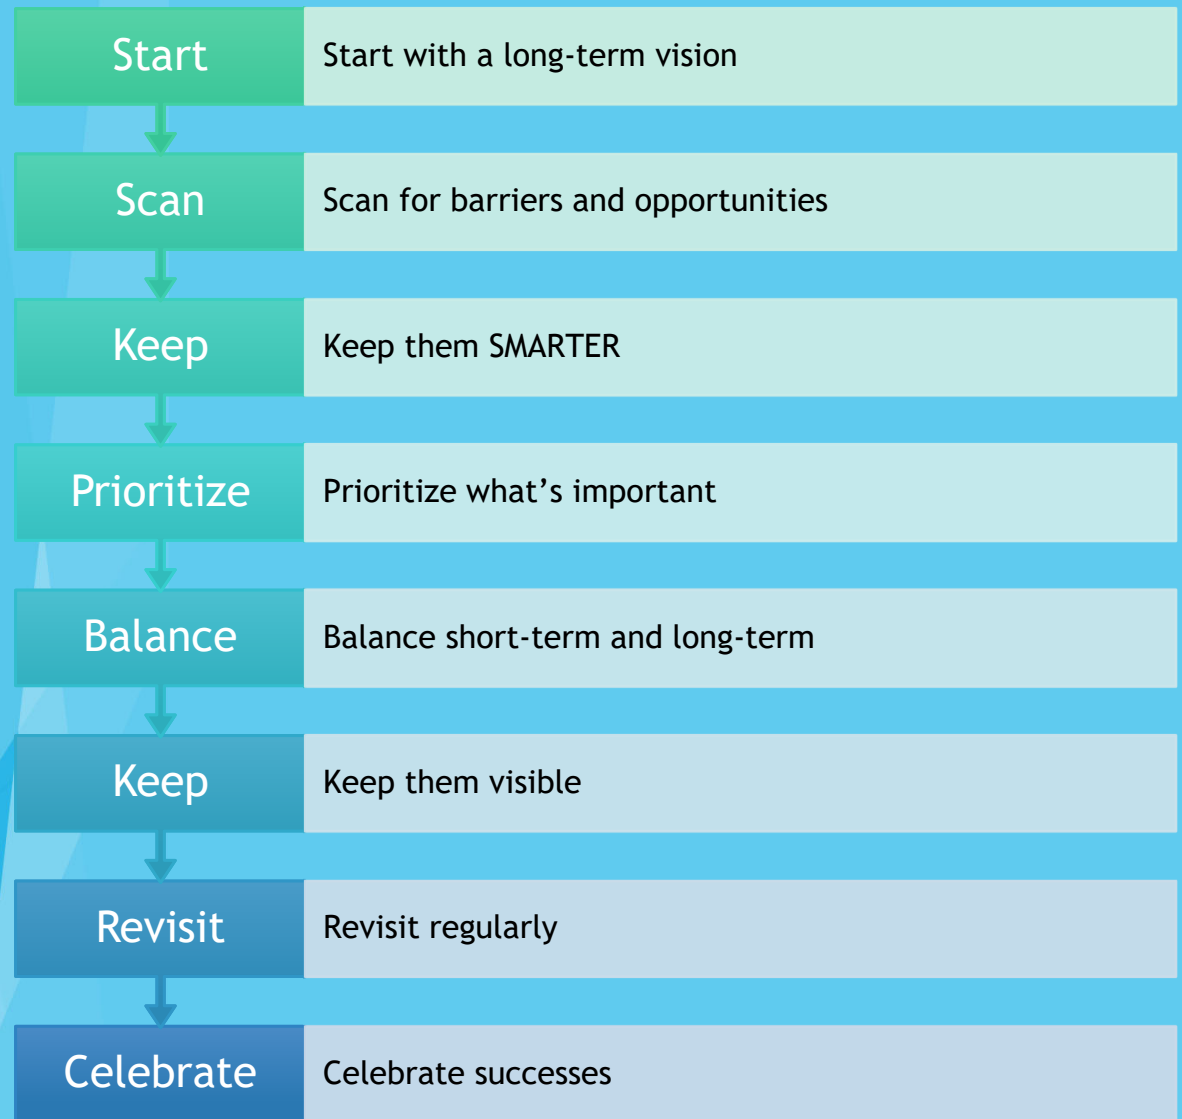 Start
Start with a long-term vision
Scan
Scan for barriers and opportunities
Keep
Keep them SMARTER
Prioritize
Prioritize what’s important
Balance
Balance short-term and long-term
Keep
Keep them visible
Revisit
Revisit regularly
Celebrate
Celebrate successes